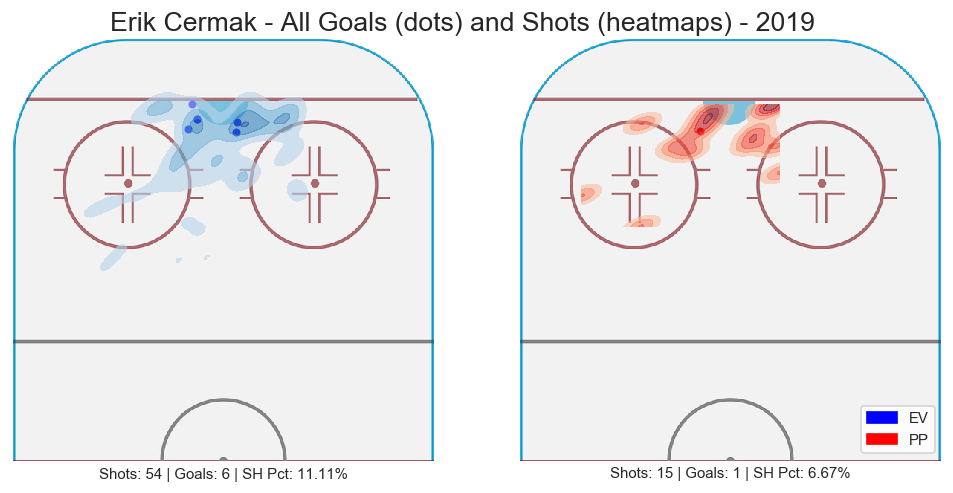 Erik Cermak - All Goals (dots) and Shots (heatmaps) - 2019
EV
PP
Shots: 54 | Goals: 6 | SH Pct: 11.11%
Shots: 15 | Goals: 1 | SH Pct: 6.67%